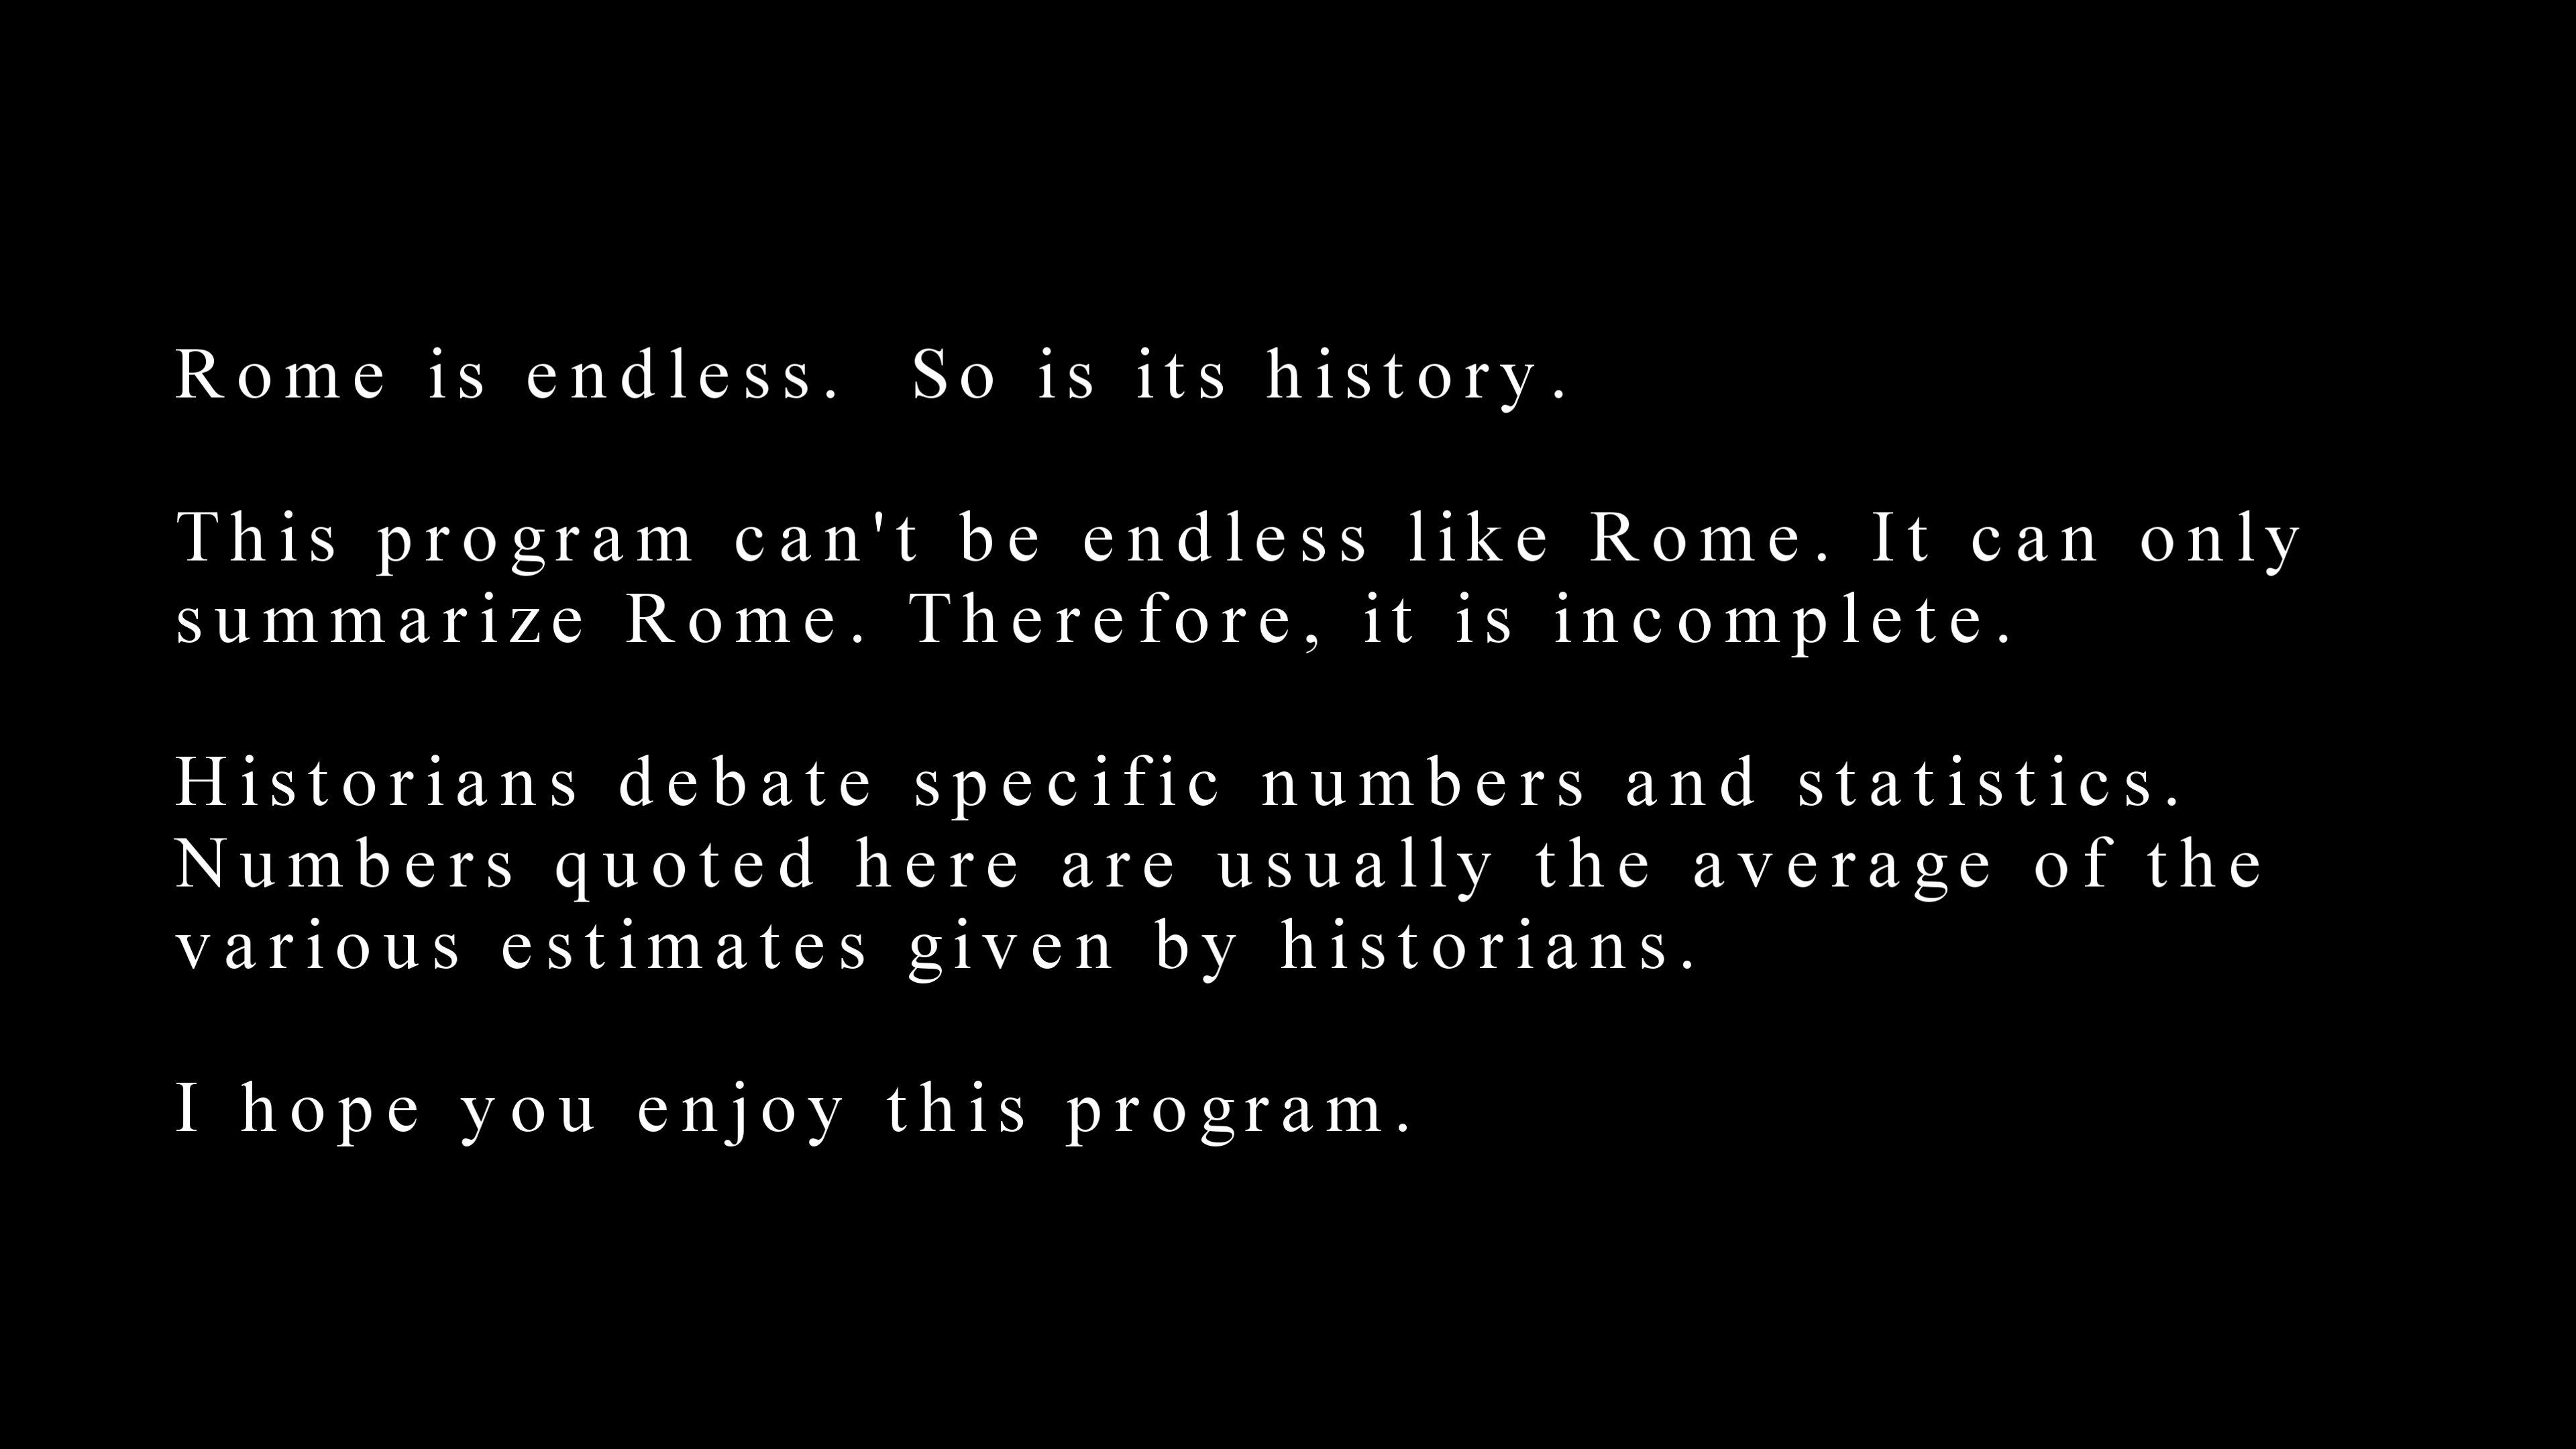 Rome is endless.  So is its history.
This program can't be endless like Rome. It can only
summarize Rome. Therefore, it is incomplete.
Historians debate specific numbers and statistics.
Numbers quoted here are usually the average of the
various estimates given by historians.
I hope you enjoy this program.